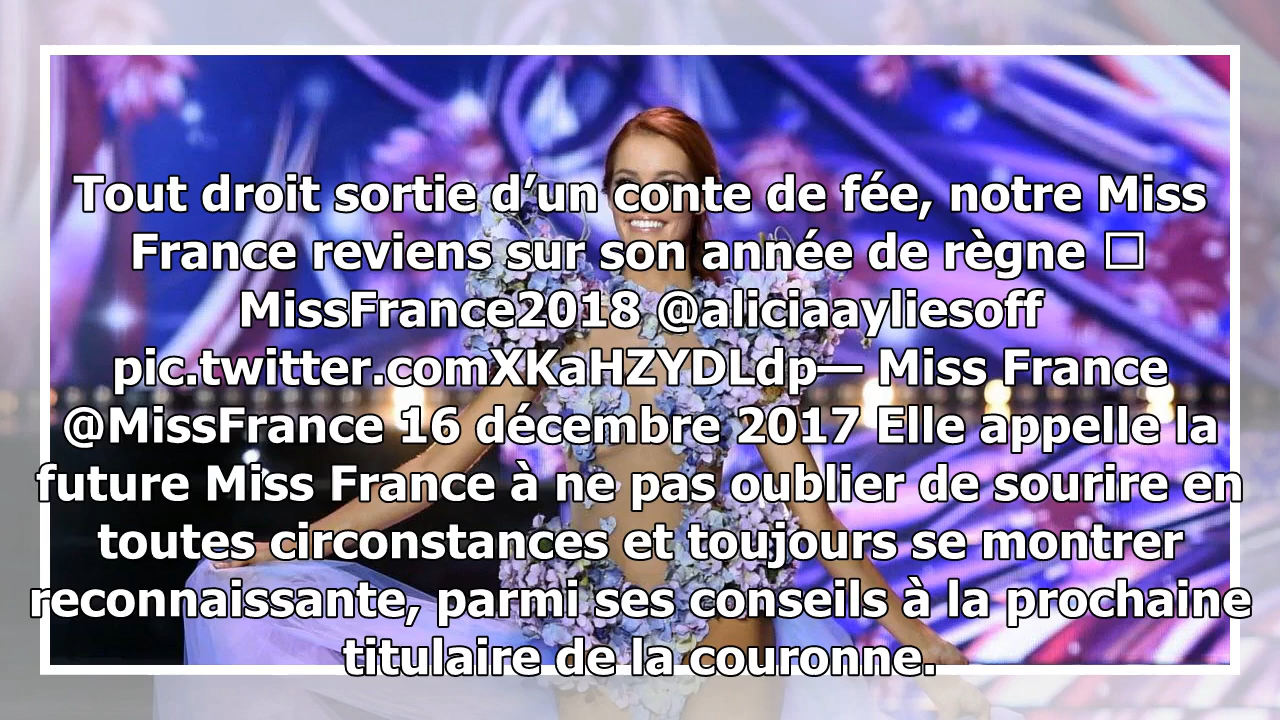 Tout droit sortie d’un conte de fée, notre Miss
France reviens sur son année de règne □
MissFrance2018 @aliciaayliesoff
pic.twitter.comXKaHZYDLdp— Miss France
@MissFrance 16 décembre 2017 Elle appelle la
future Miss France à ne pas oublier de sourire en
toutes circonstances et toujours se montrer
reconnaissante, parmi ses conseils à la prochaine
titulaire de la couronne.